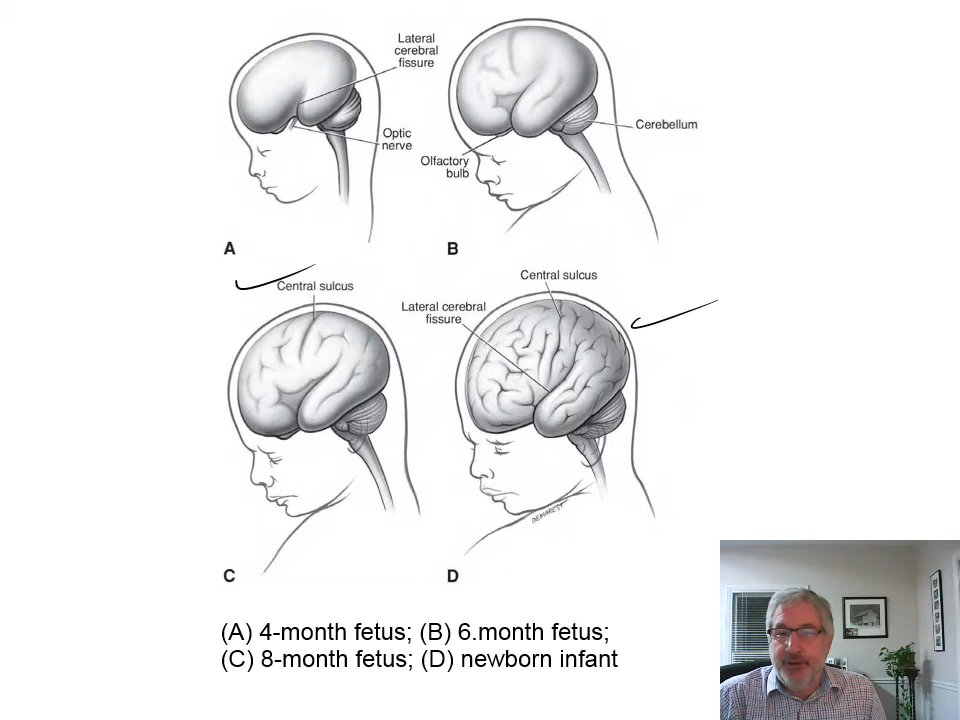 Lateral
cerebral
fissure
Optic
nerve
A
Cerebellum
Olfactory
bulb
B
Central sulcus
C
Central sulcus
Lateral cerebral
fissure
DEMAREST
D
(A) 4-month fetus; (B) 6.month fetus;
(C) 8-month fetus; (D) newborn infant